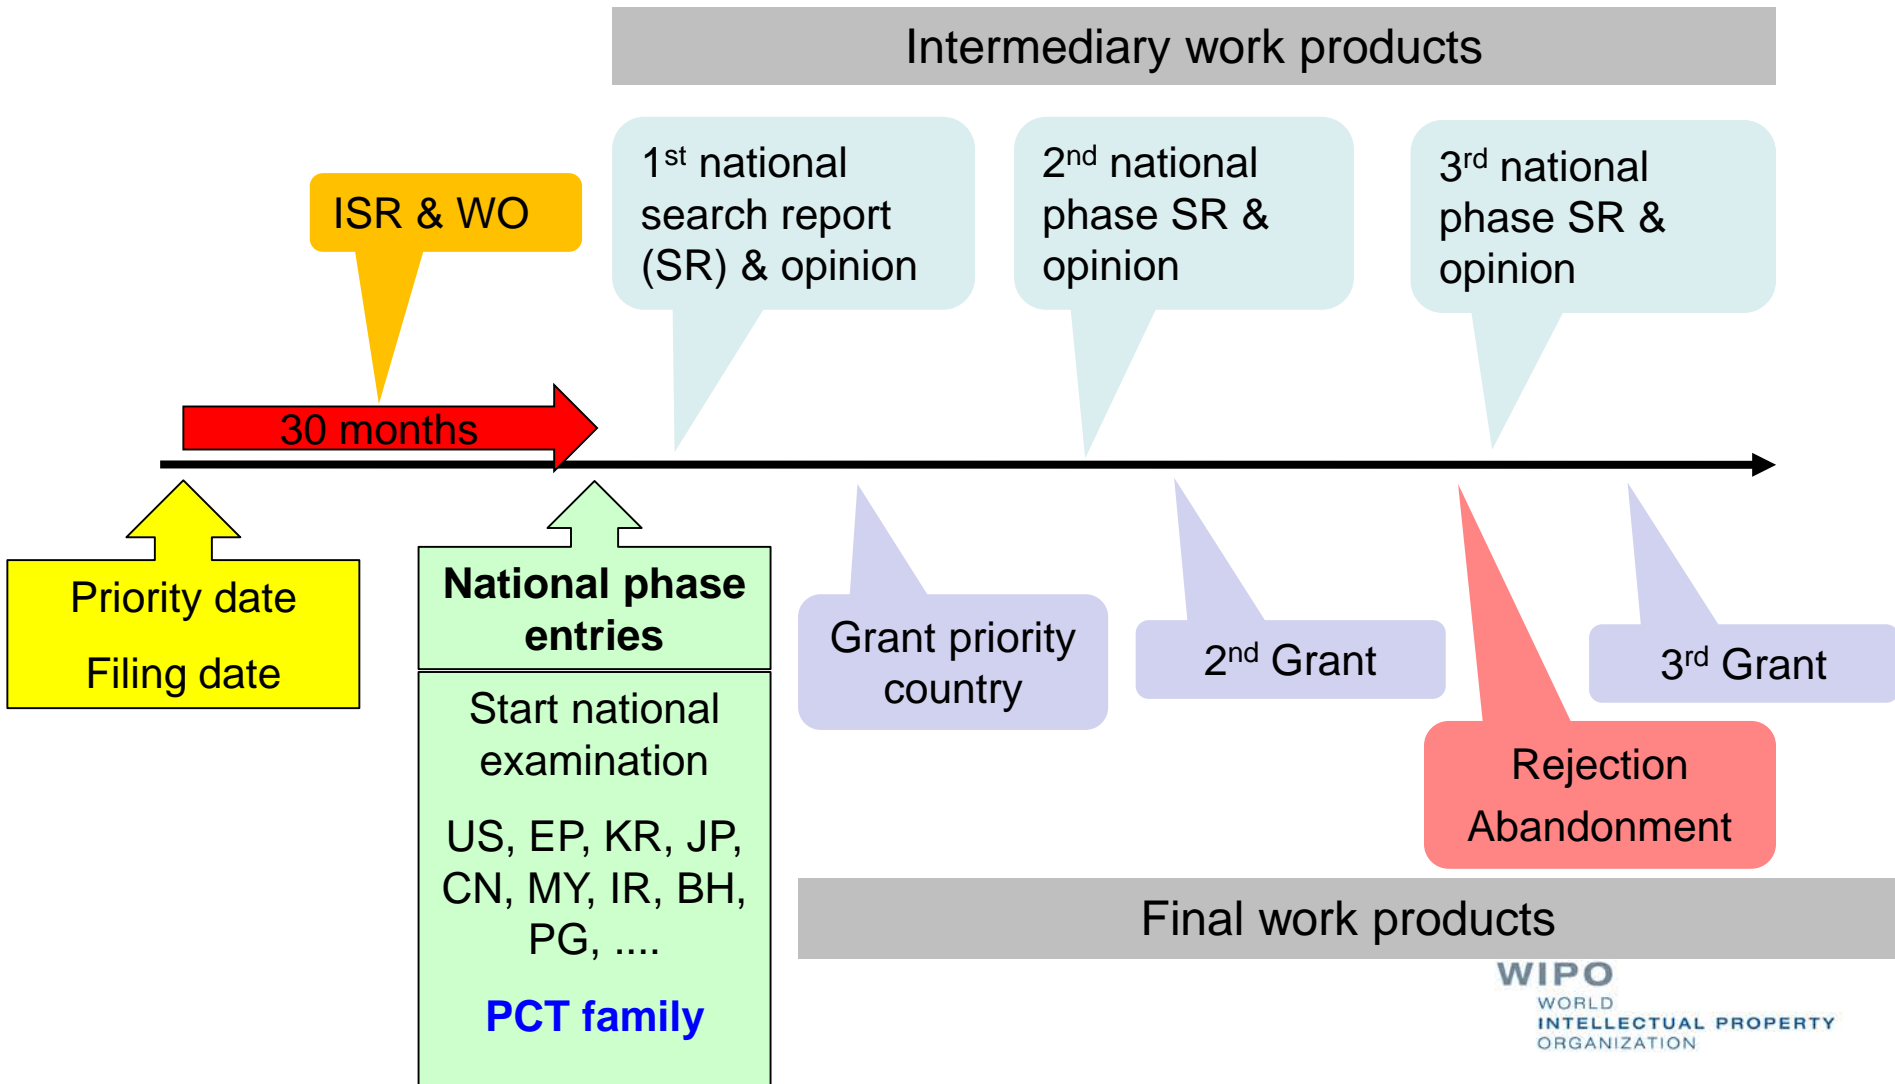 Intermediary work products
ISR & WO
1st national
search report
(SR) & opinion
2nd national
phase SR &
opinion
3rd national
phase SR &
opinion
30 months
Priority date
Filing date
National phase
entries
Start national
examination
US, EP, KR, JP,
CN, MY, IR, BH,
PG, ....
PCT family
Grant priority
country
2nd Grant
Rejection
Abandonment
3rd Grant
Final work products
WIPO
WORLD
INTELLECTUAL PROPERTY
ORGANIZATION